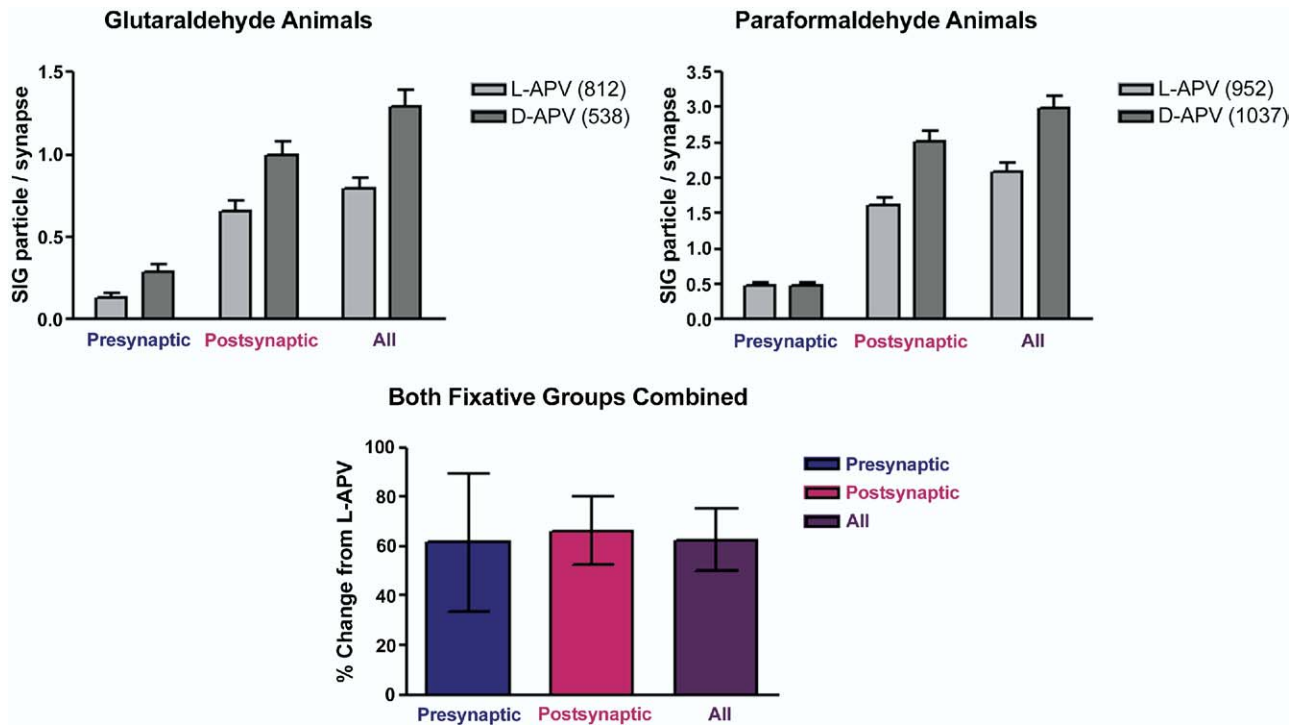 Glutaraldehyde Animals
SIG particle / synapse
1.5
1.0
0.5
0.0
L-APV (812)
D-APV (538)
Presynaptic Postsynaptic All
Paraformaldehyde Animals
SIG particle / synapse
3.5
3.0
2.5
2.0
1.5
1.0
0.5
0.0
L-APV (952)
D-APV (1037)
Presynaptic Postsynaptic All
Both Fixative Groups Combined
% Change from L-APV
100
80
60
40
20
0
Presynaptic
Postsynaptic
All
Presynaptic Postsynaptic All